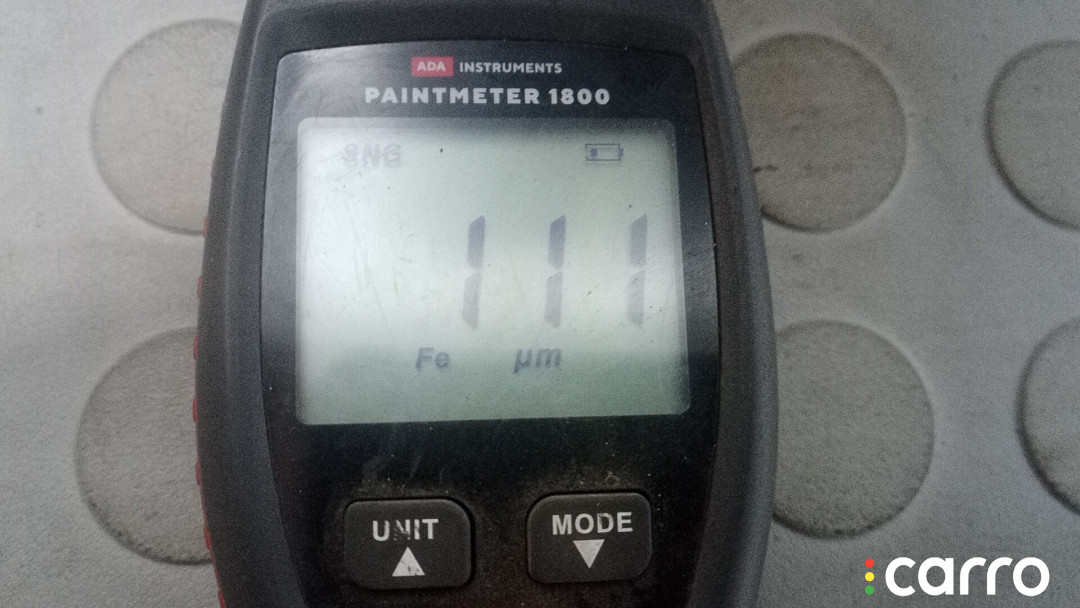 ADA INSTRUMENTS
PAINTMETER 1800
SNG
111
Fe µm
UNIT MODE
carro